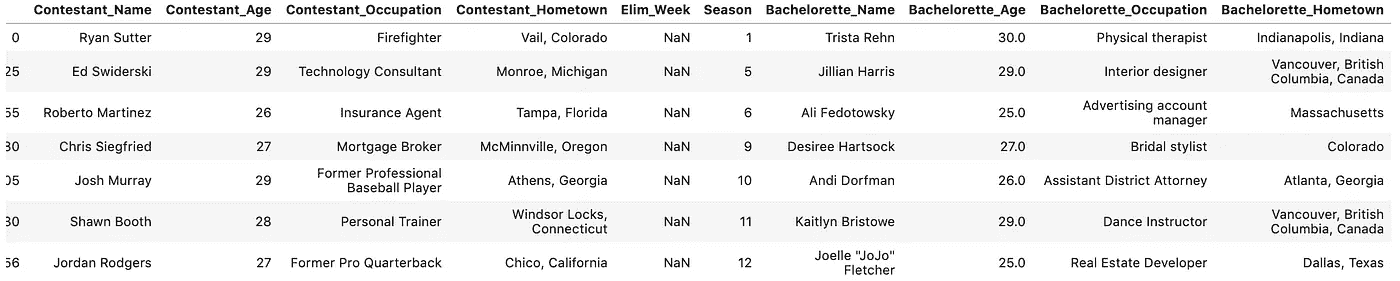 Contestant_Name Contestant_Age Contestant_Occupation Contestant_Hometown Elim_Week Season Bachelorette_Name Bachelorette_Age Bachelorette_Occupation Bachelorette_Hometown
0 Ryan Sutter 29 Firefighter Vail, Colorado NaN 1 Trista Rehn 30.0 Physical therapist Indianapolis, Indiana
25 Ed Swiderski 29 Technology Consultant Monroe, Michigan NaN 5 Jillian Harris 29.0 Interior designer Vancouver, British
Columbia, Canada
55 Roberto Martinez 26 Insurance Agent Tampa, Florida NaN 6 Ali Fedotowsky 25.0 Advertising account
manager Massachusetts
80 Chris Siegfried 27 Mortgage Broker McMinnville, Oregon NaN 9 Desiree Hartsock 27.0 Bridal stylist Colorado
05 Josh Murray 29 Former Professional
Baseball Player Athens, Georgia NaN 10 Andi Dorfman 26.0 Assistant District Attorney Atlanta, Georgia
30 Shawn Booth 28 Personal Trainer Windsor Locks,
Connecticut NaN 11 Kaitlyn Bristowe 29.0 Dance Instructor Vancouver, British
Columbia, Canada
56 Jordan Rodgers 27 Former Pro Quarterback Chico, California NaN 12 Joelle "JoJo"
Fletcher 25.0 Real Estate Developer Dallas, Texas